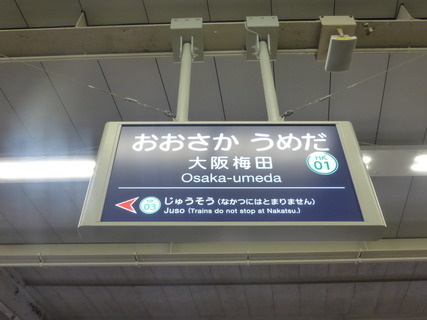 おおさか うめだ
大阪梅田
HK
01
Osaka-umeda
HK
03
じゅうそう(なかつにはとまりません)
Juso (Trains do not stop at Nakatsu.)